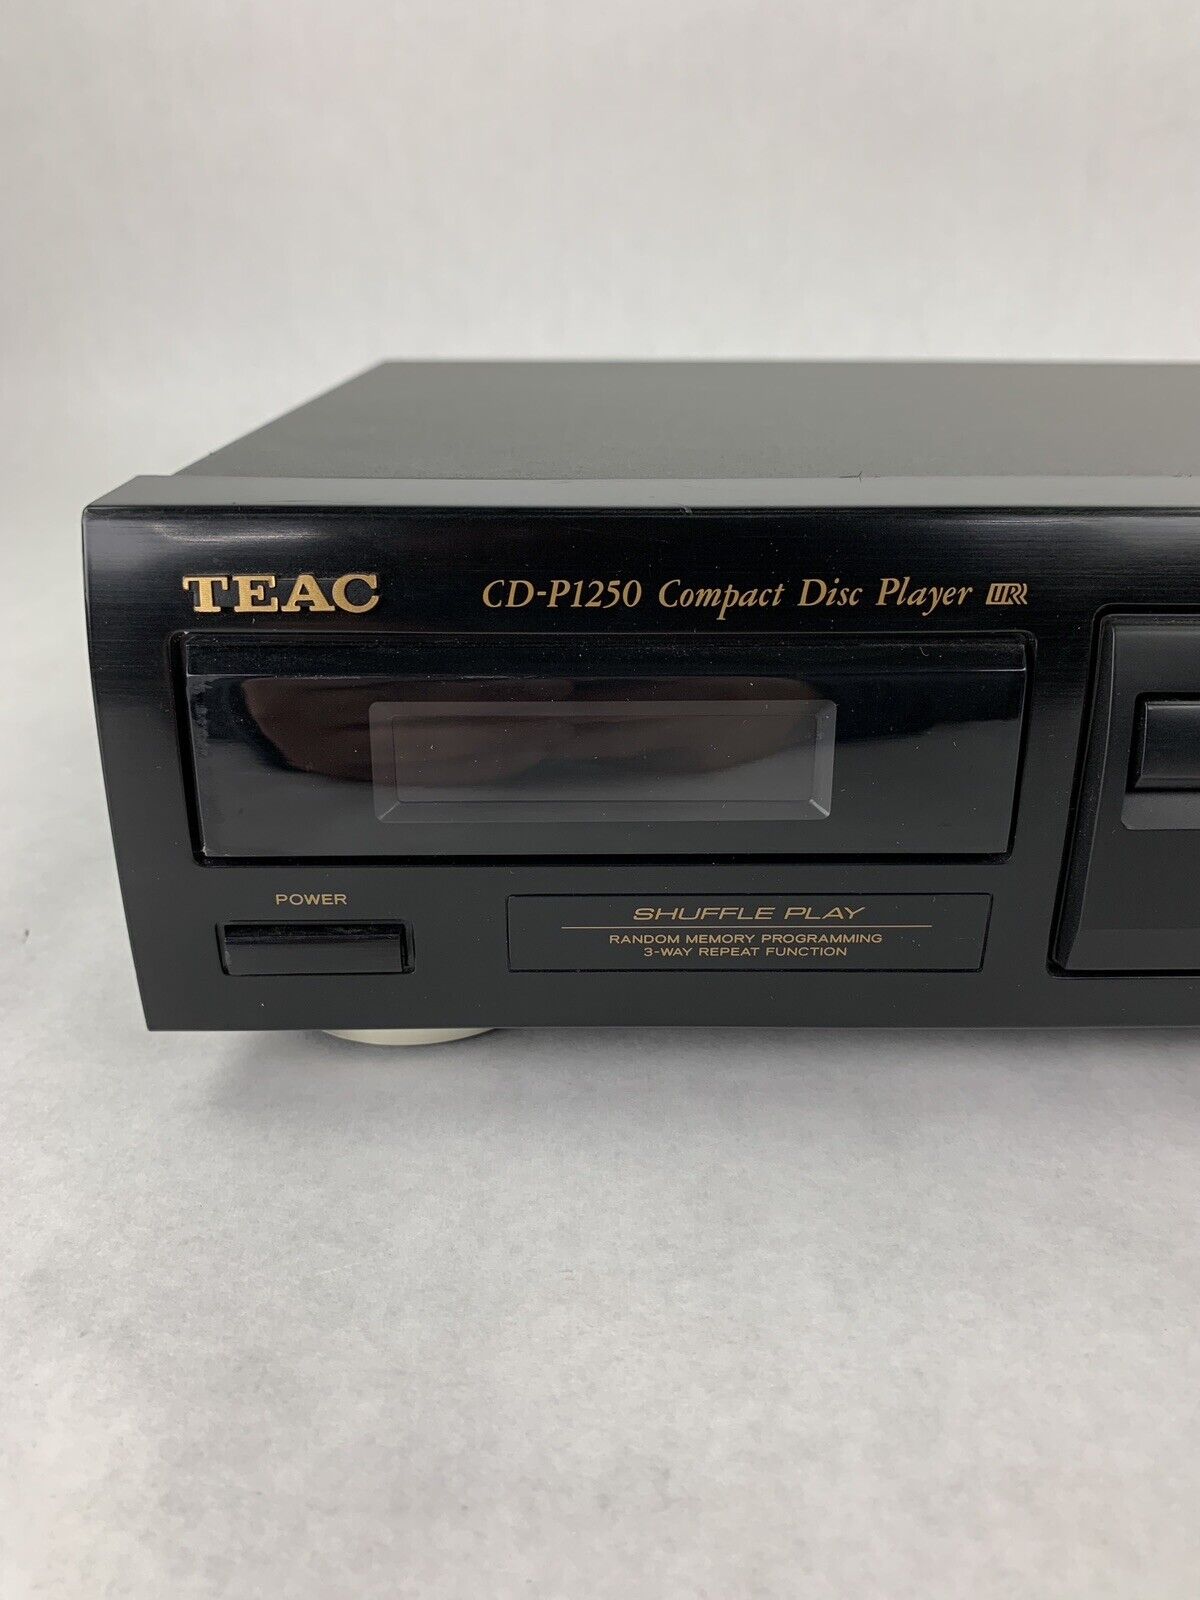 TEAC
CD-P1250 Compact Disc Player
POWER
SHUFFLE PLAY
RANDOM MEMORY PROGRAMMING
3-WAY REPEAT FUNCTION